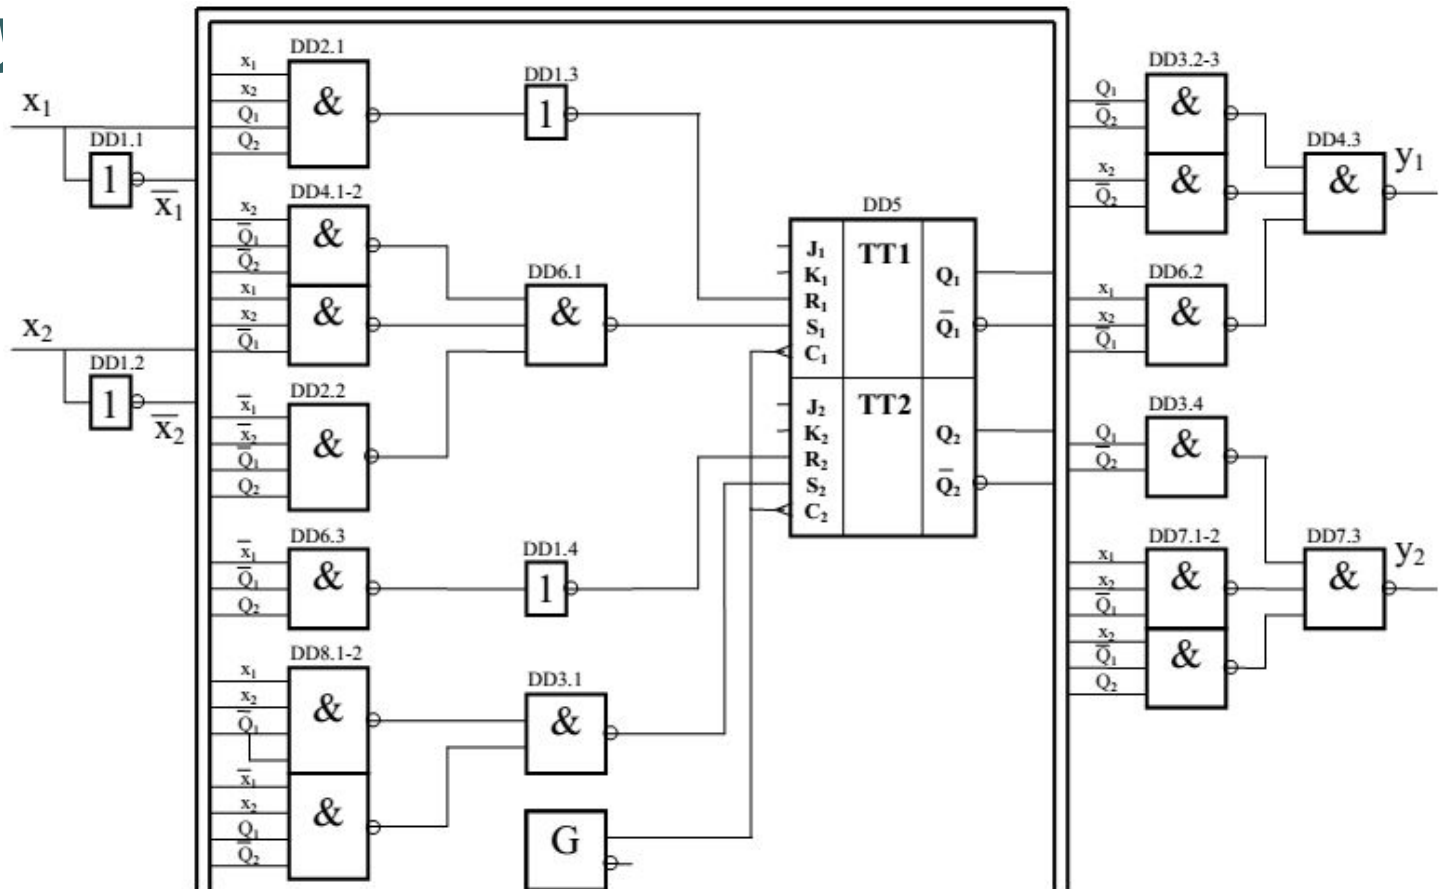 x₁
DD1.1
1
x̅₁
x₂
DD1.2
1
x̅₂
DD2.1
x₁
x₂
Q₁
Q₂
&
DD1.3
1
DD4.1-2
x₂
Q̅₁
Q̅₂
&
x₁
x₂
Q̅₁
&
DD6.1
&
DD2.2
x̅₁
x̅₂
Q̅₁
Q₂
&
DD6.3
x̅₁
Q̅₁
Q₂
&
DD1.4
1
DD8.1-2
x₁
x₂
Q̅₁
&
x̅₁
x₂
Q₁
Q̅₂
&
DD3.1
&
G
DD5
J₁ TT1
K₁ Q₁
R₁
S₁ Q̅₁
C₁
J₂ TT2
K₂ Q₂
R₂
S₂ Q̅₂
C₂
DD3.2-3
Q₁
Q̅₂
&
x₂
Q̅₂
&
DD4.3
&
y₁
DD6.2
x₁
x₂
Q̅₁
&
DD3.4
Q₁
Q̅₂
&
DD7.1-2
x₁
x₂
Q̅₁
&
x₂
Q̅₁
Q₂
&
DD7.3
&
y₂